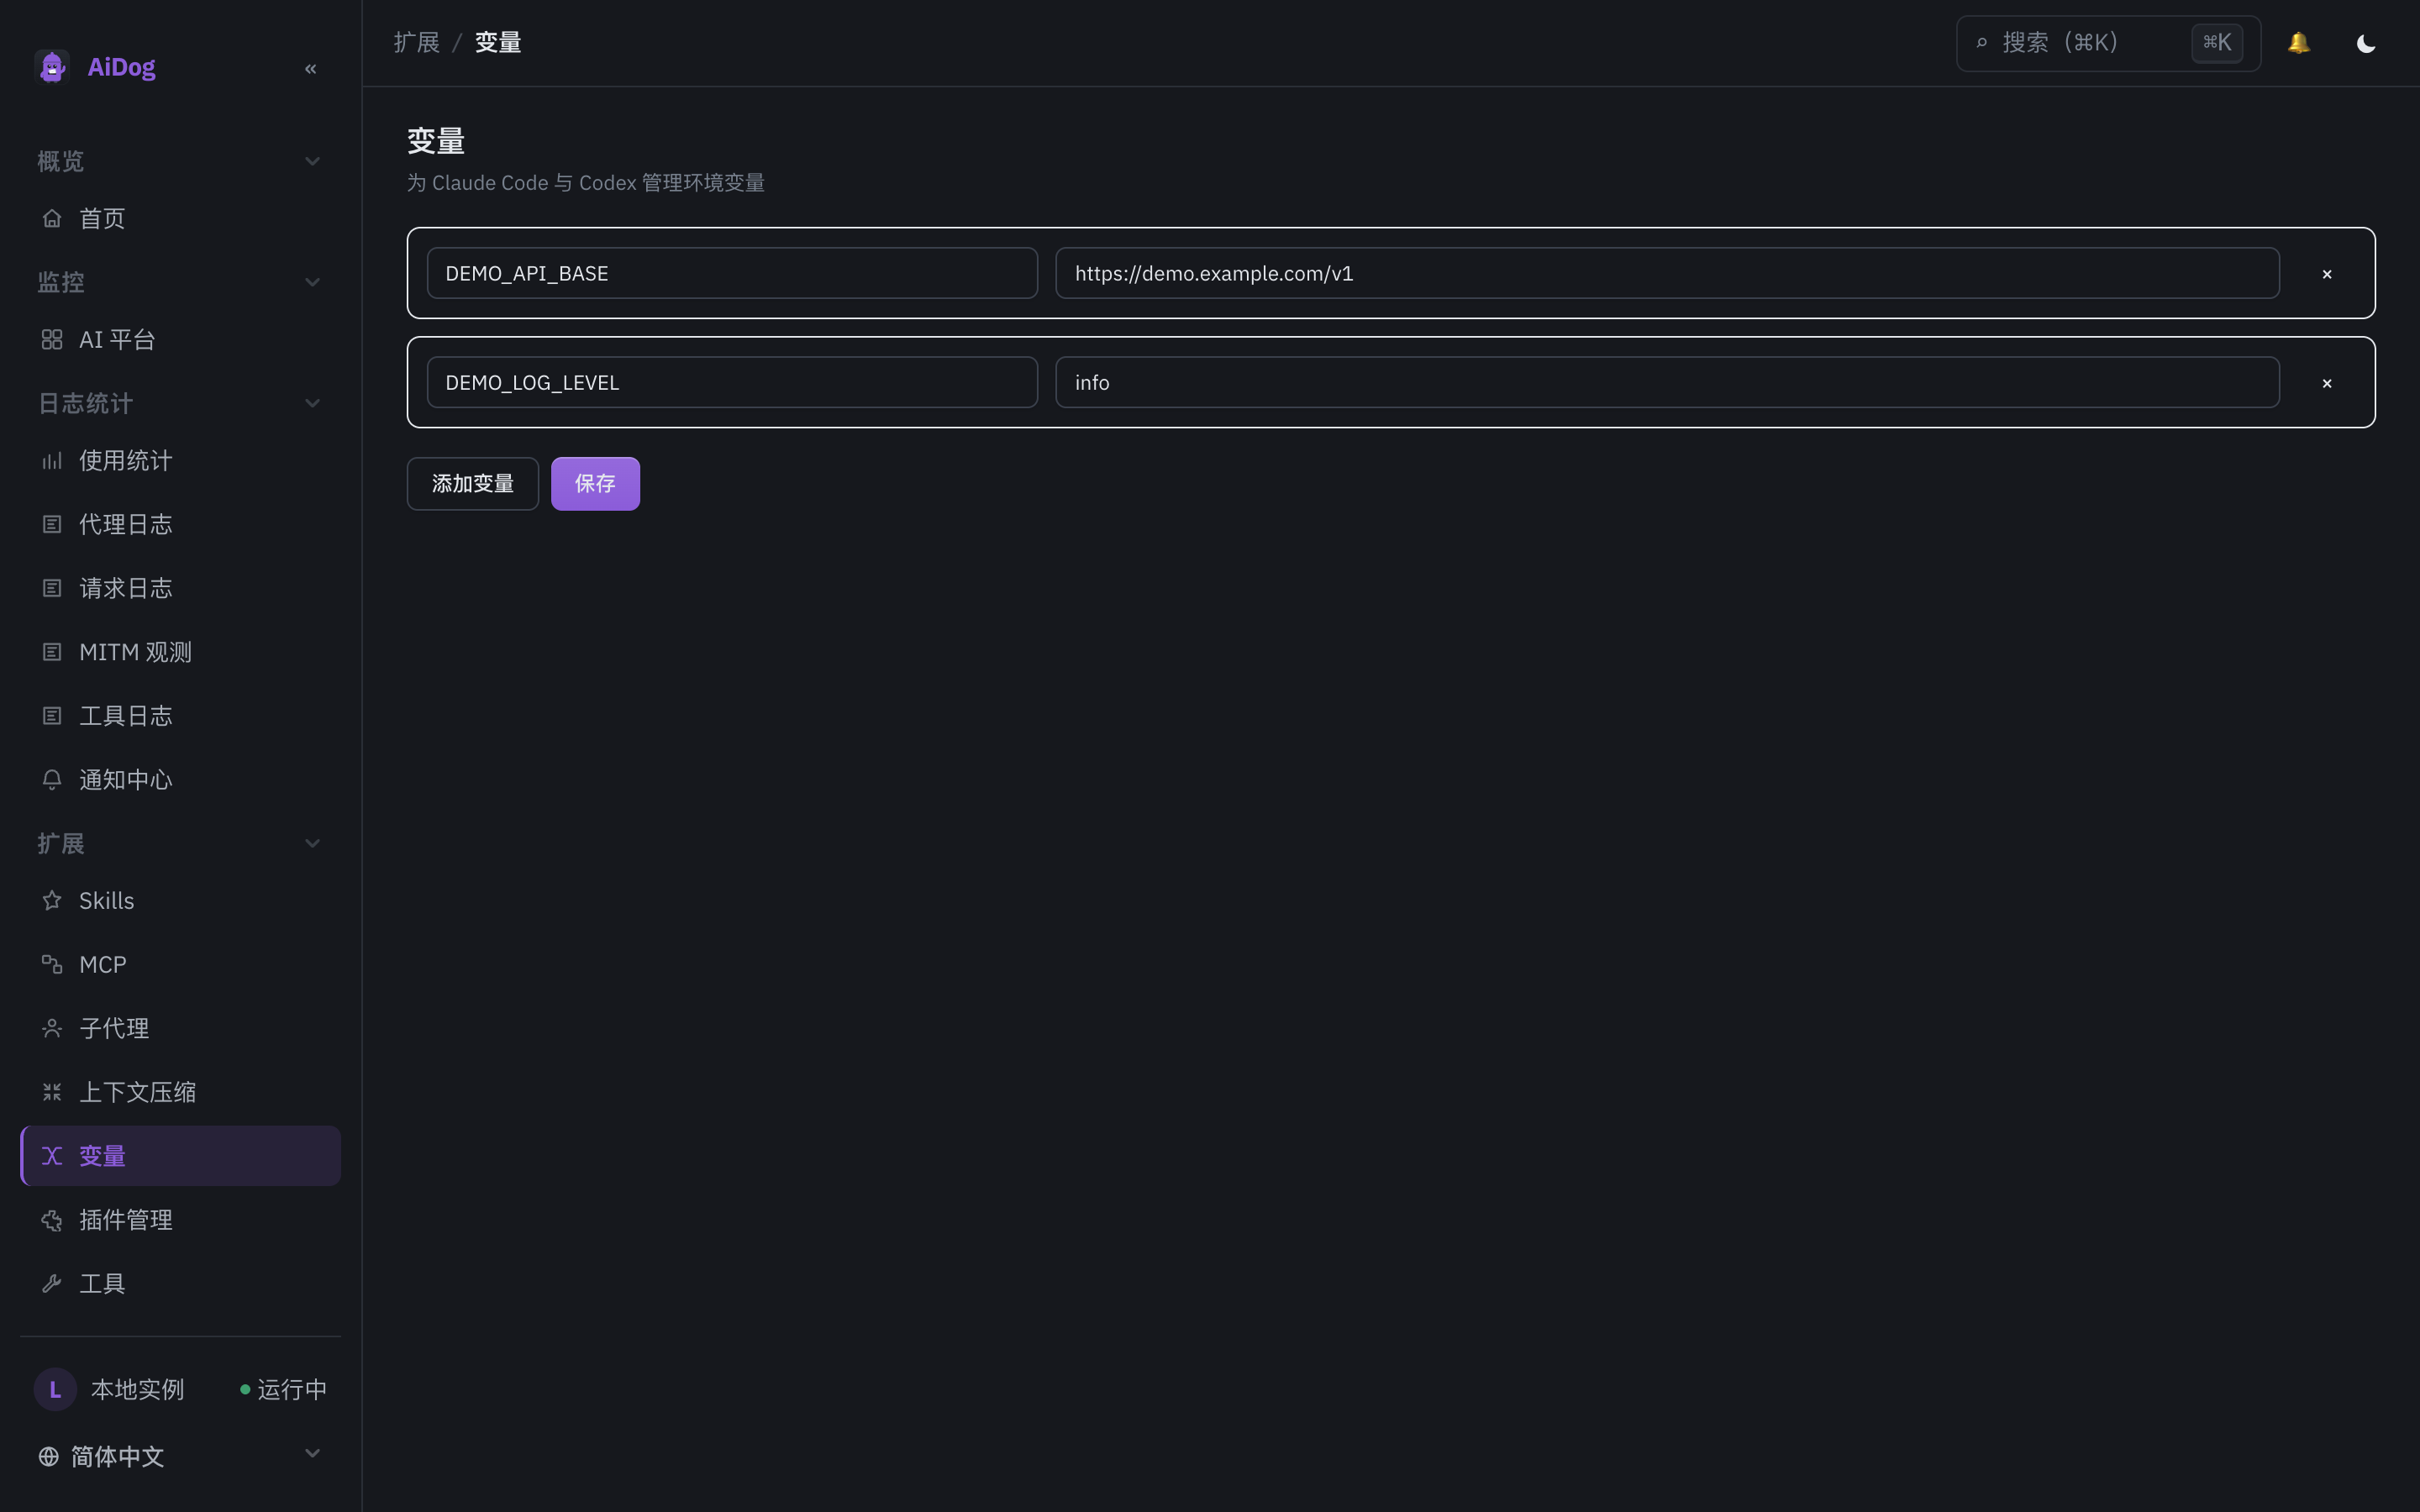 AiDog
«
概览
首页
监控
AI 平台
日志统计
使用统计
代理日志
请求日志
MITM 观测
工具日志
通知中心
扩展
Skills
MCP
子代理
上下文压缩
变量
插件管理
工具
L 本地实例 运行中
简体中文
扩展 / 变量
搜索（⌘K） ⌘K
变量
为 Claude Code 与 Codex 管理环境变量
DEMO_API_BASE https://demo.example.com/v1 ×
DEMO_LOG_LEVEL info ×
添加变量 保存